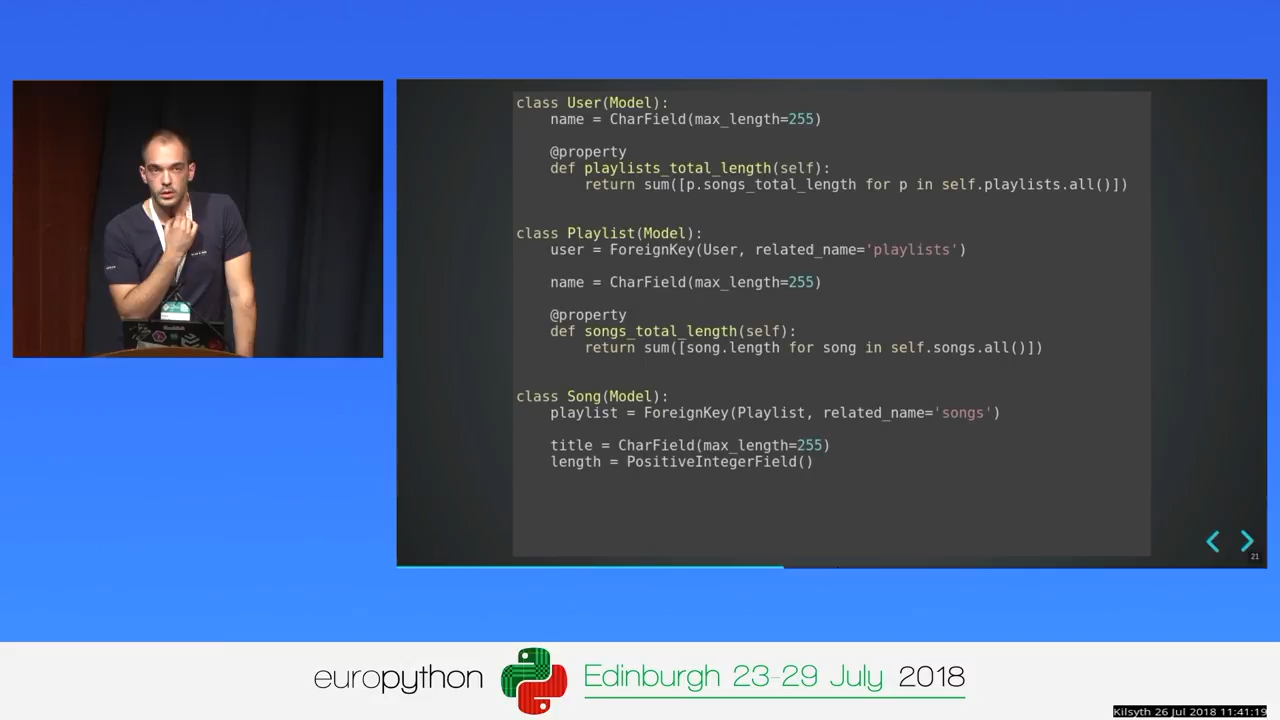 class User(Model):
name = CharField(max_length=255)
@property
def playlists_total_length(self):
return sum([p.songs_total_length for p in self.playlists.all()])
class Playlist(Model):
user = ForeignKey(User, related_name='playlists')
name = CharField(max_length=255)
@property
def songs_total_length(self):
return sum([song.length for song in self.songs.all()])
class Song(Model):
playlist = ForeignKey(Playlist, related_name='songs')
title = CharField(max_length=255)
length = PositiveIntegerField()
21
europython Edinburgh 23-29 July 2018
Kilsyth 26 Jul 2018 11:41:19